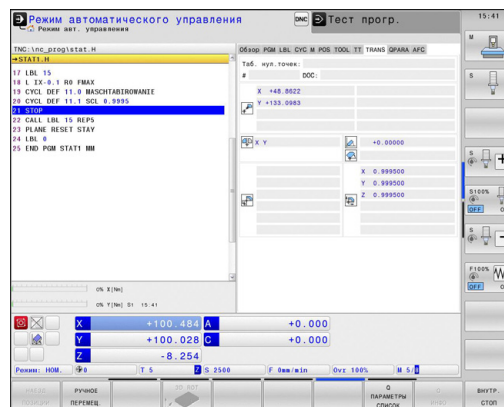 Режим автоматического управления
Режим авт. управления
DNC
Тест прогр.
15:41
TNC:\nc_prog\stat.H
→STAT1.H
17 LBL 15
18 L IX-0.1 R0 FMAX
19 CYCL DEF 11.0 MASCHTABIROWANIE
20 CYCL DEF 11.1 SCL 0.9995
21 STOP
22 CALL LBL 15 REP5
23 PLANE RESET STAY
24 LBL 0
25 END PGM STAT1 MM
Обзор PGM LBL CYC M POS TOOL TT TRANS QPARA AFC
Таб. нул.точек:
# DOC:
X +48.8622
Y +133.0983
X Y
+0.00000
X 0.999500
Y 0.999500
Z 0.999500
0% X[Nm]
0% Y[Nm] S1 15:41
X +100.484 A +0.000
Y +100.028 C +0.000
Z -8.254
Режим: НОМ. 0 T 5 Z S 2500 F 0mm/min Ovr 100% M 5/
M
S
S
S100%
OFF
S
F100%
OFF
РУЧНОЕ
ПЕРЕМЕЩ.
3D ROT
Q
ПАРАМЕТРЫ
СПИСОК
ВНУТР.
СТОП